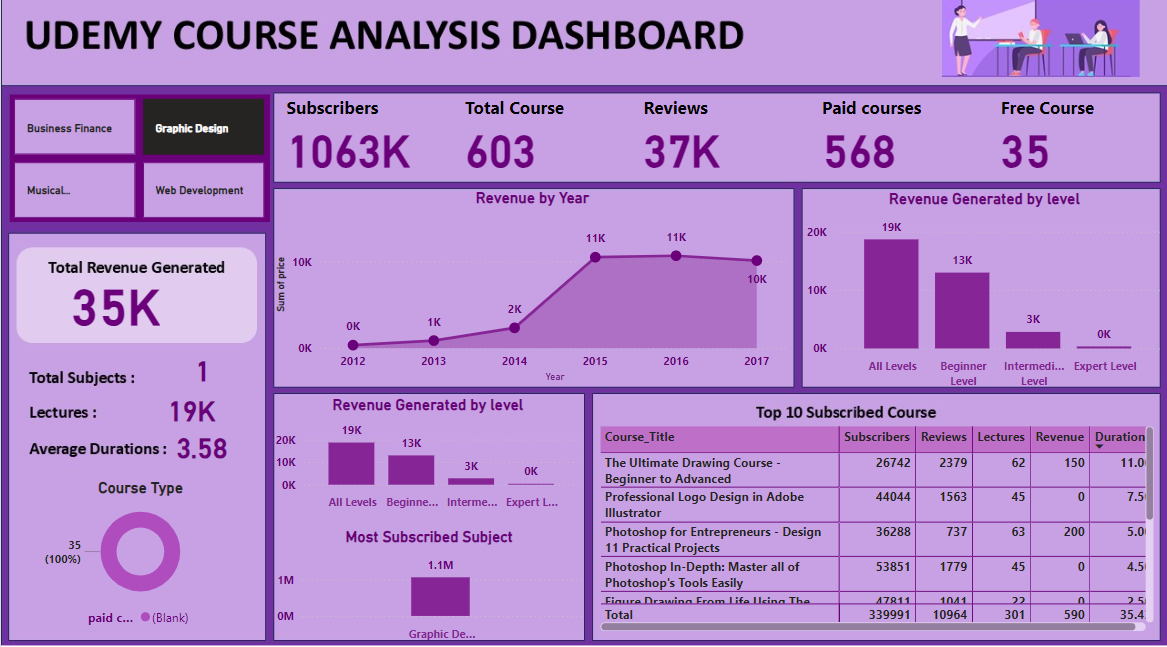 UDEMY COURSE ANALYSIS DASHBOARD
Business Finance
Graphic Design
Musical...
Web Development
Subscribers
1063K
Total Course
603
Reviews
37K
Paid courses
568
Free Course
35
Total Revenue Generated
35K
Total Subjects : 1
Lectures : 19K
Average Durations : 3.58
Course Type
35
(100%)
paid c... (Blank)
Revenue by Year
Sum of price
10K
0K
0K
1K
2K
11K
11K
10K
2012 2013 2014 2015 2016 2017
Year
Revenue Generated by level
20K
10K
0K
19K
13K
3K
0K
All Levels
Beginner
Level
Intermedi...
Level
Expert Level
Revenue Generated by level
20K
10K
0K
19K
13K
3K
0K
All Levels Beginne... Interme... Expert L...
Most Subscribed Subject
1.1M
1M
0M
Graphic De...
Top 10 Subscribed Course
Course_Title Subscribers Reviews Lectures Revenue Duration
The Ultimate Drawing Course - 26742 2379 62 150 11.0
Beginner to Advanced
Professional Logo Design in Adobe 44044 1563 45 0 7.5
Illustrator
Photoshop for Entrepreneurs - Design 36288 737 63 200 5.0
11 Practical Projects
Photoshop In-Depth: Master all of 53851 1779 45 0 4.5
Photoshop's Tools Easily
Figure Drawing From Life Using The 47811 1041 22 0 2.5
Total 339991 10964 301 590 35.4